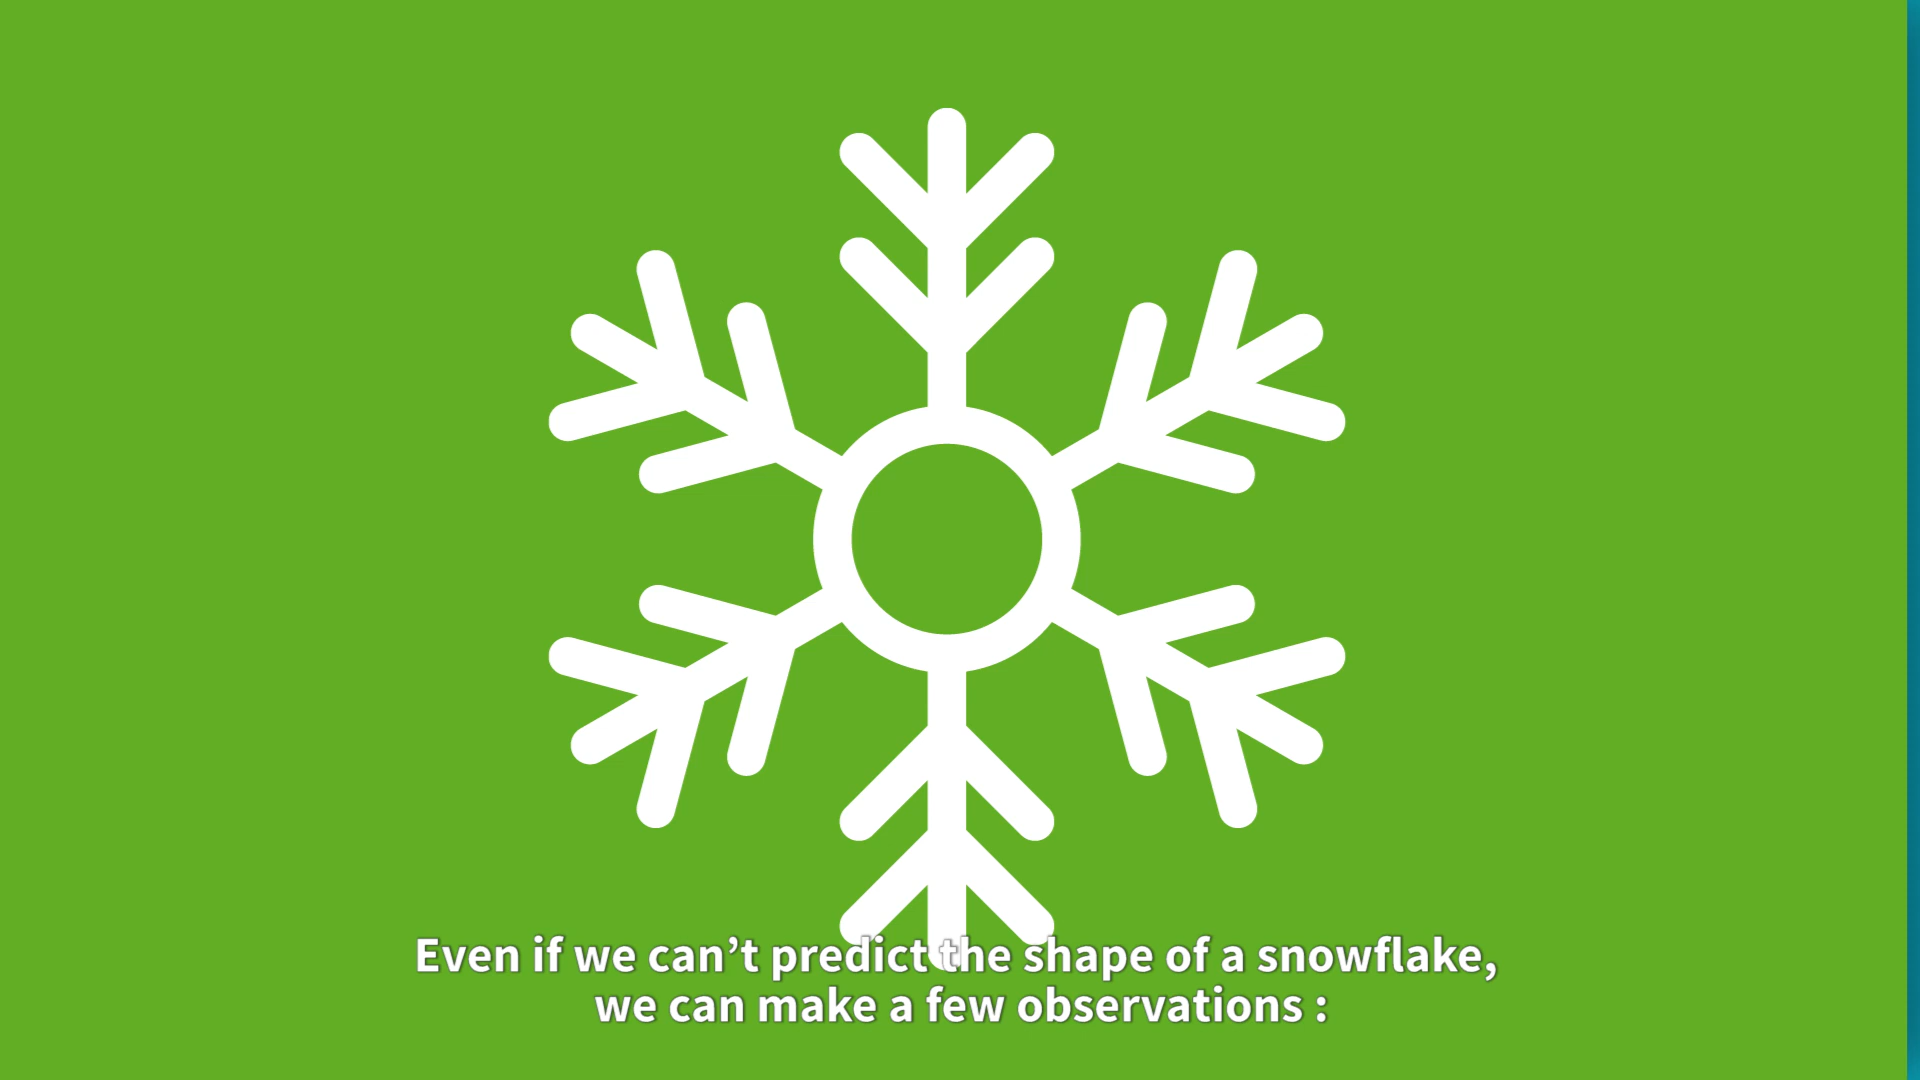 Even if we can’t predict the shape of a snowflake,
we can make a few observations :